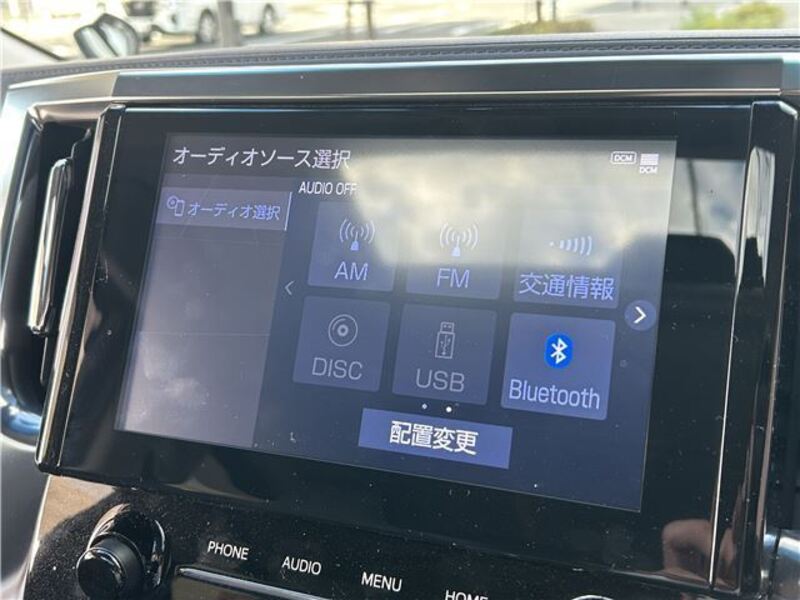 オーディオソース選択
DCM
DCM
オーディオ選択
AUDIO OFF
AM
FM
交通情報
DISC
USB
Bluetooth
配置変更
PHONE
AUDIO
MENU
HOME